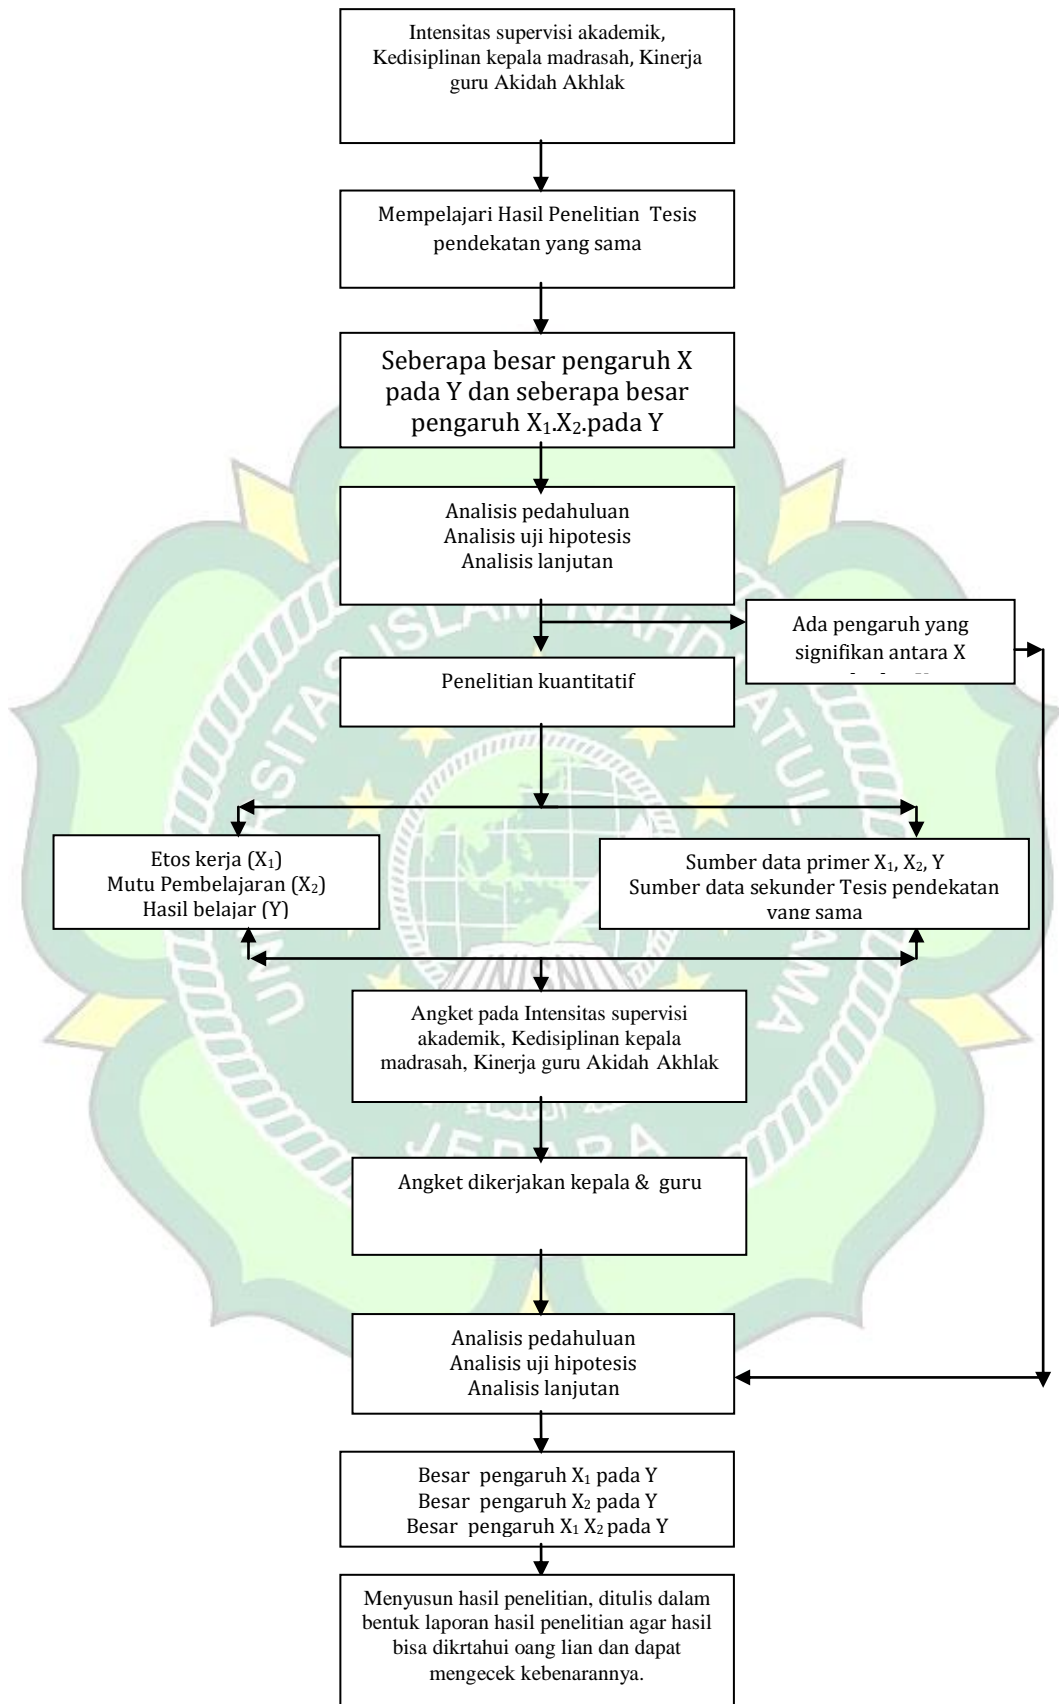 Intensitas supervisi akademik,
Kedisiplinan kepala madrasah, Kinerja
guru Akidah Akhlak
Mempelajari Hasil Penelitian Tesis
pendekatan yang sama
Seberapa besar pengaruh X
pada Y dan seberapa besar
pengaruh X₁.X₂.pada Y
Analisis pedahuluan
Analisis uji hipotesis
Analisis lanjutan
Ada pengaruh yang
signifikan antara X
Penelitian kuantitatif
Etos kerja (X₁)
Mutu Pembelajaran (X₂)
Hasil belajar (Y)
Sumber data primer X₁, X₂, Y
Sumber data sekunder Tesis pendekatan
yang sama
Angket pada Intensitas supervisi
akademik, Kedisiplinan kepala
madrasah, Kinerja guru Akidah Akhlak
Angket dikerjakan kepala & guru
Analisis pedahuluan
Analisis uji hipotesis
Analisis lanjutan
Besar pengaruh X₁ pada Y
Besar pengaruh X₂ pada Y
Besar pengaruh X₁ X₂ pada Y
Menyusun hasil penelitian, ditulis dalam
bentuk laporan hasil penelitian agar hasil
bisa dikrtahui oang lian dan dapat
mengecek kebenarannya.
JEPARA